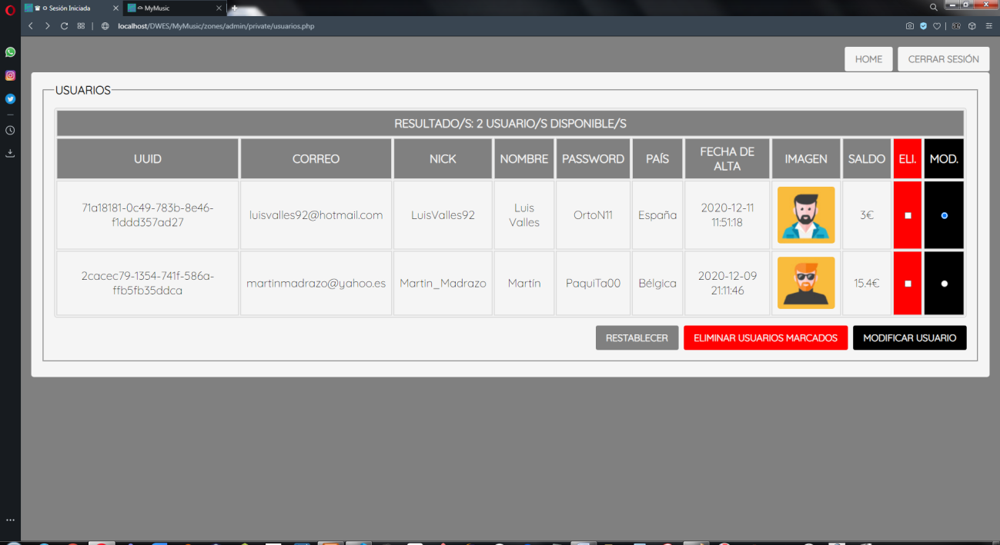 Sesión Iniciada
MyMusic
localhost/DWES/MyMusic/zones/admin/private/usuarios.php
HOME
CERRAR SESIÓN
USUARIOS
RESULTADO/S: 2 USUARIO/S DISPONIBLE/S
UUID CORREO NICK NOMBRE PASSWORD PAÍS FECHA DE ALTA IMAGEN SALDO ELI. MOD.
71a18181-0c49-783b-8e46-
f1ddd357ad27
luisvalles92@hotmail.com
LuisValles92
Luis
Valles
OrtoN11
España
2020-12-11
11:51:18
3€
2cacec79-1354-741f-586a-
ffb5fb35ddca
martinmadrazo@yahoo.es
Martin_Madrazo
Martín
PaquiTa00
Bélgica
2020-12-09
21:11:46
15.4€
RESTABLECER
ELIMINAR USUARIOS MARCADOS
MODIFICAR USUARIO